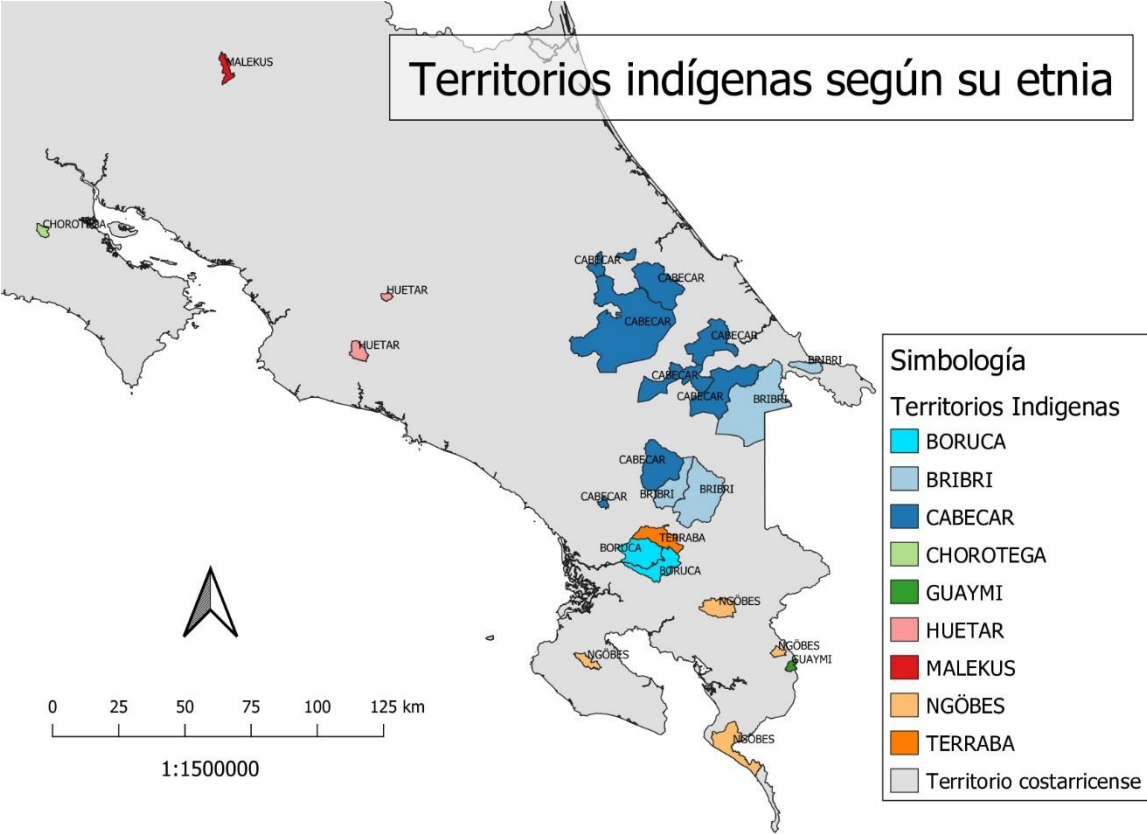 Territorios indígenas según su etnia
MALEKUS
CHOROTEGA
HUETAR
HUETAR
CABECAR
CABECAR
CABECAR
CABECAR
CABECAR
CABECAR
BRIBRI
BRIBRI
CABECAR
BRIBRI
BRIBRI
CABECAR
TERRABA
BORUCA
BORUCA
NGÖBES
NGÖBES
NGÖBES
GUAYMI
NGÖBES
Simbología
Territorios Indigenas
BORUCA
BRIBRI
CABECAR
CHOROTEGA
GUAYMI
HUETAR
MALEKUS
NGÖBES
TERRABA
Territorio costarricense
0 25 50 75 100 125 km
1:1500000